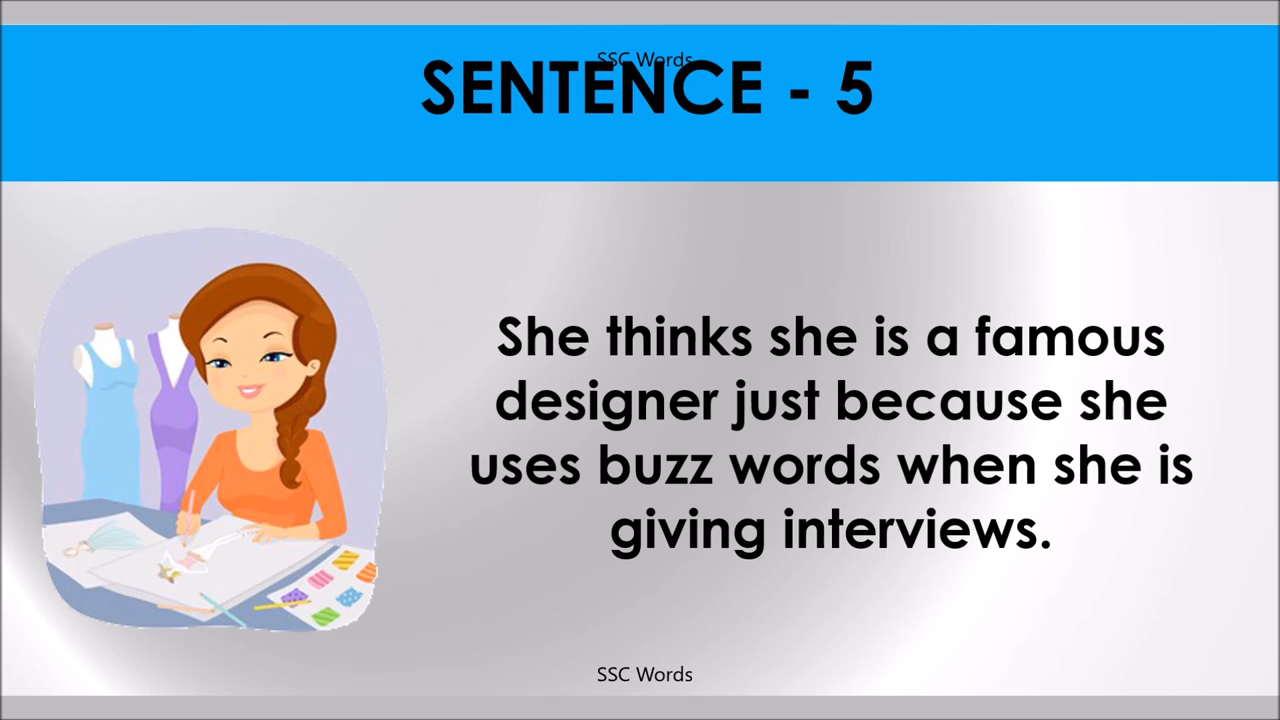 SSC Words
SENTENCE - 5
She thinks she is a famous
designer just because she
uses buzz words when she is
giving interviews.
SSC Words